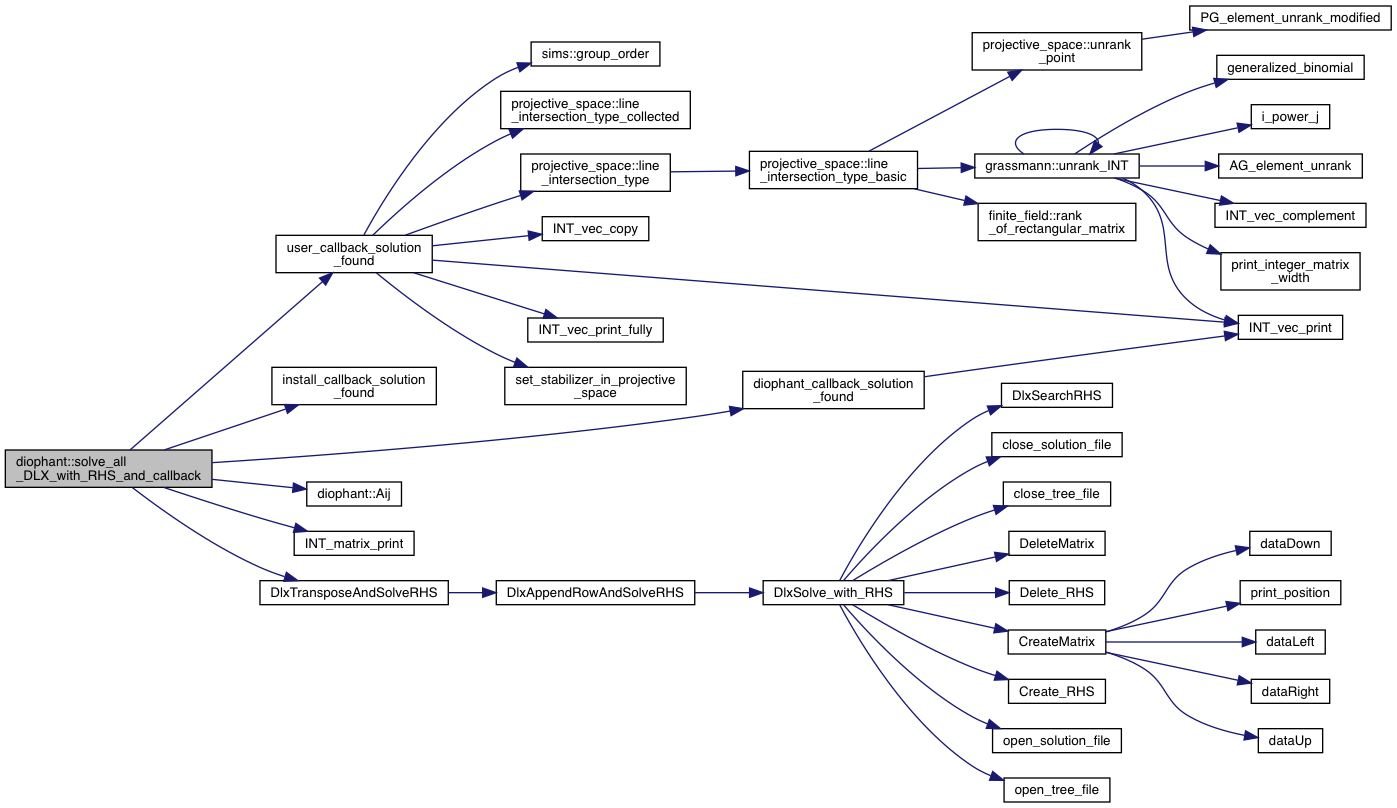 diophant::solve_all
_DLX_with_RHS_and_callback
user_callback_solution
_found
sims::group_order
projective_space::line
_intersection_type_collected
projective_space::line
_intersection_type
projective_space::line
_intersection_type_basic
projective_space::unrank
_point
PG_element_unrank_modified
grassmann::unrank_INT
generalized_binomial
i_power_j
AG_element_unrank
INT_vec_complement
print_integer_matrix
_width
INT_vec_print
finite_field::rank
_of_rectangular_matrix
INT_vec_copy
INT_vec_print_fully
set_stabilizer_in_projective
_space
install_callback_solution
_found
diophant_callback_solution
_found
diophant::Aij
INT_matrix_print
DlxTransposeAndSolveRHS
DlxAppendRowAndSolveRHS
DlxSolve_with_RHS
DlxSearchRHS
close_solution_file
close_tree_file
DeleteMatrix
Delete_RHS
CreateMatrix
dataDown
print_position
dataLeft
dataRight
dataUp
Create_RHS
open_solution_file
open_tree_file